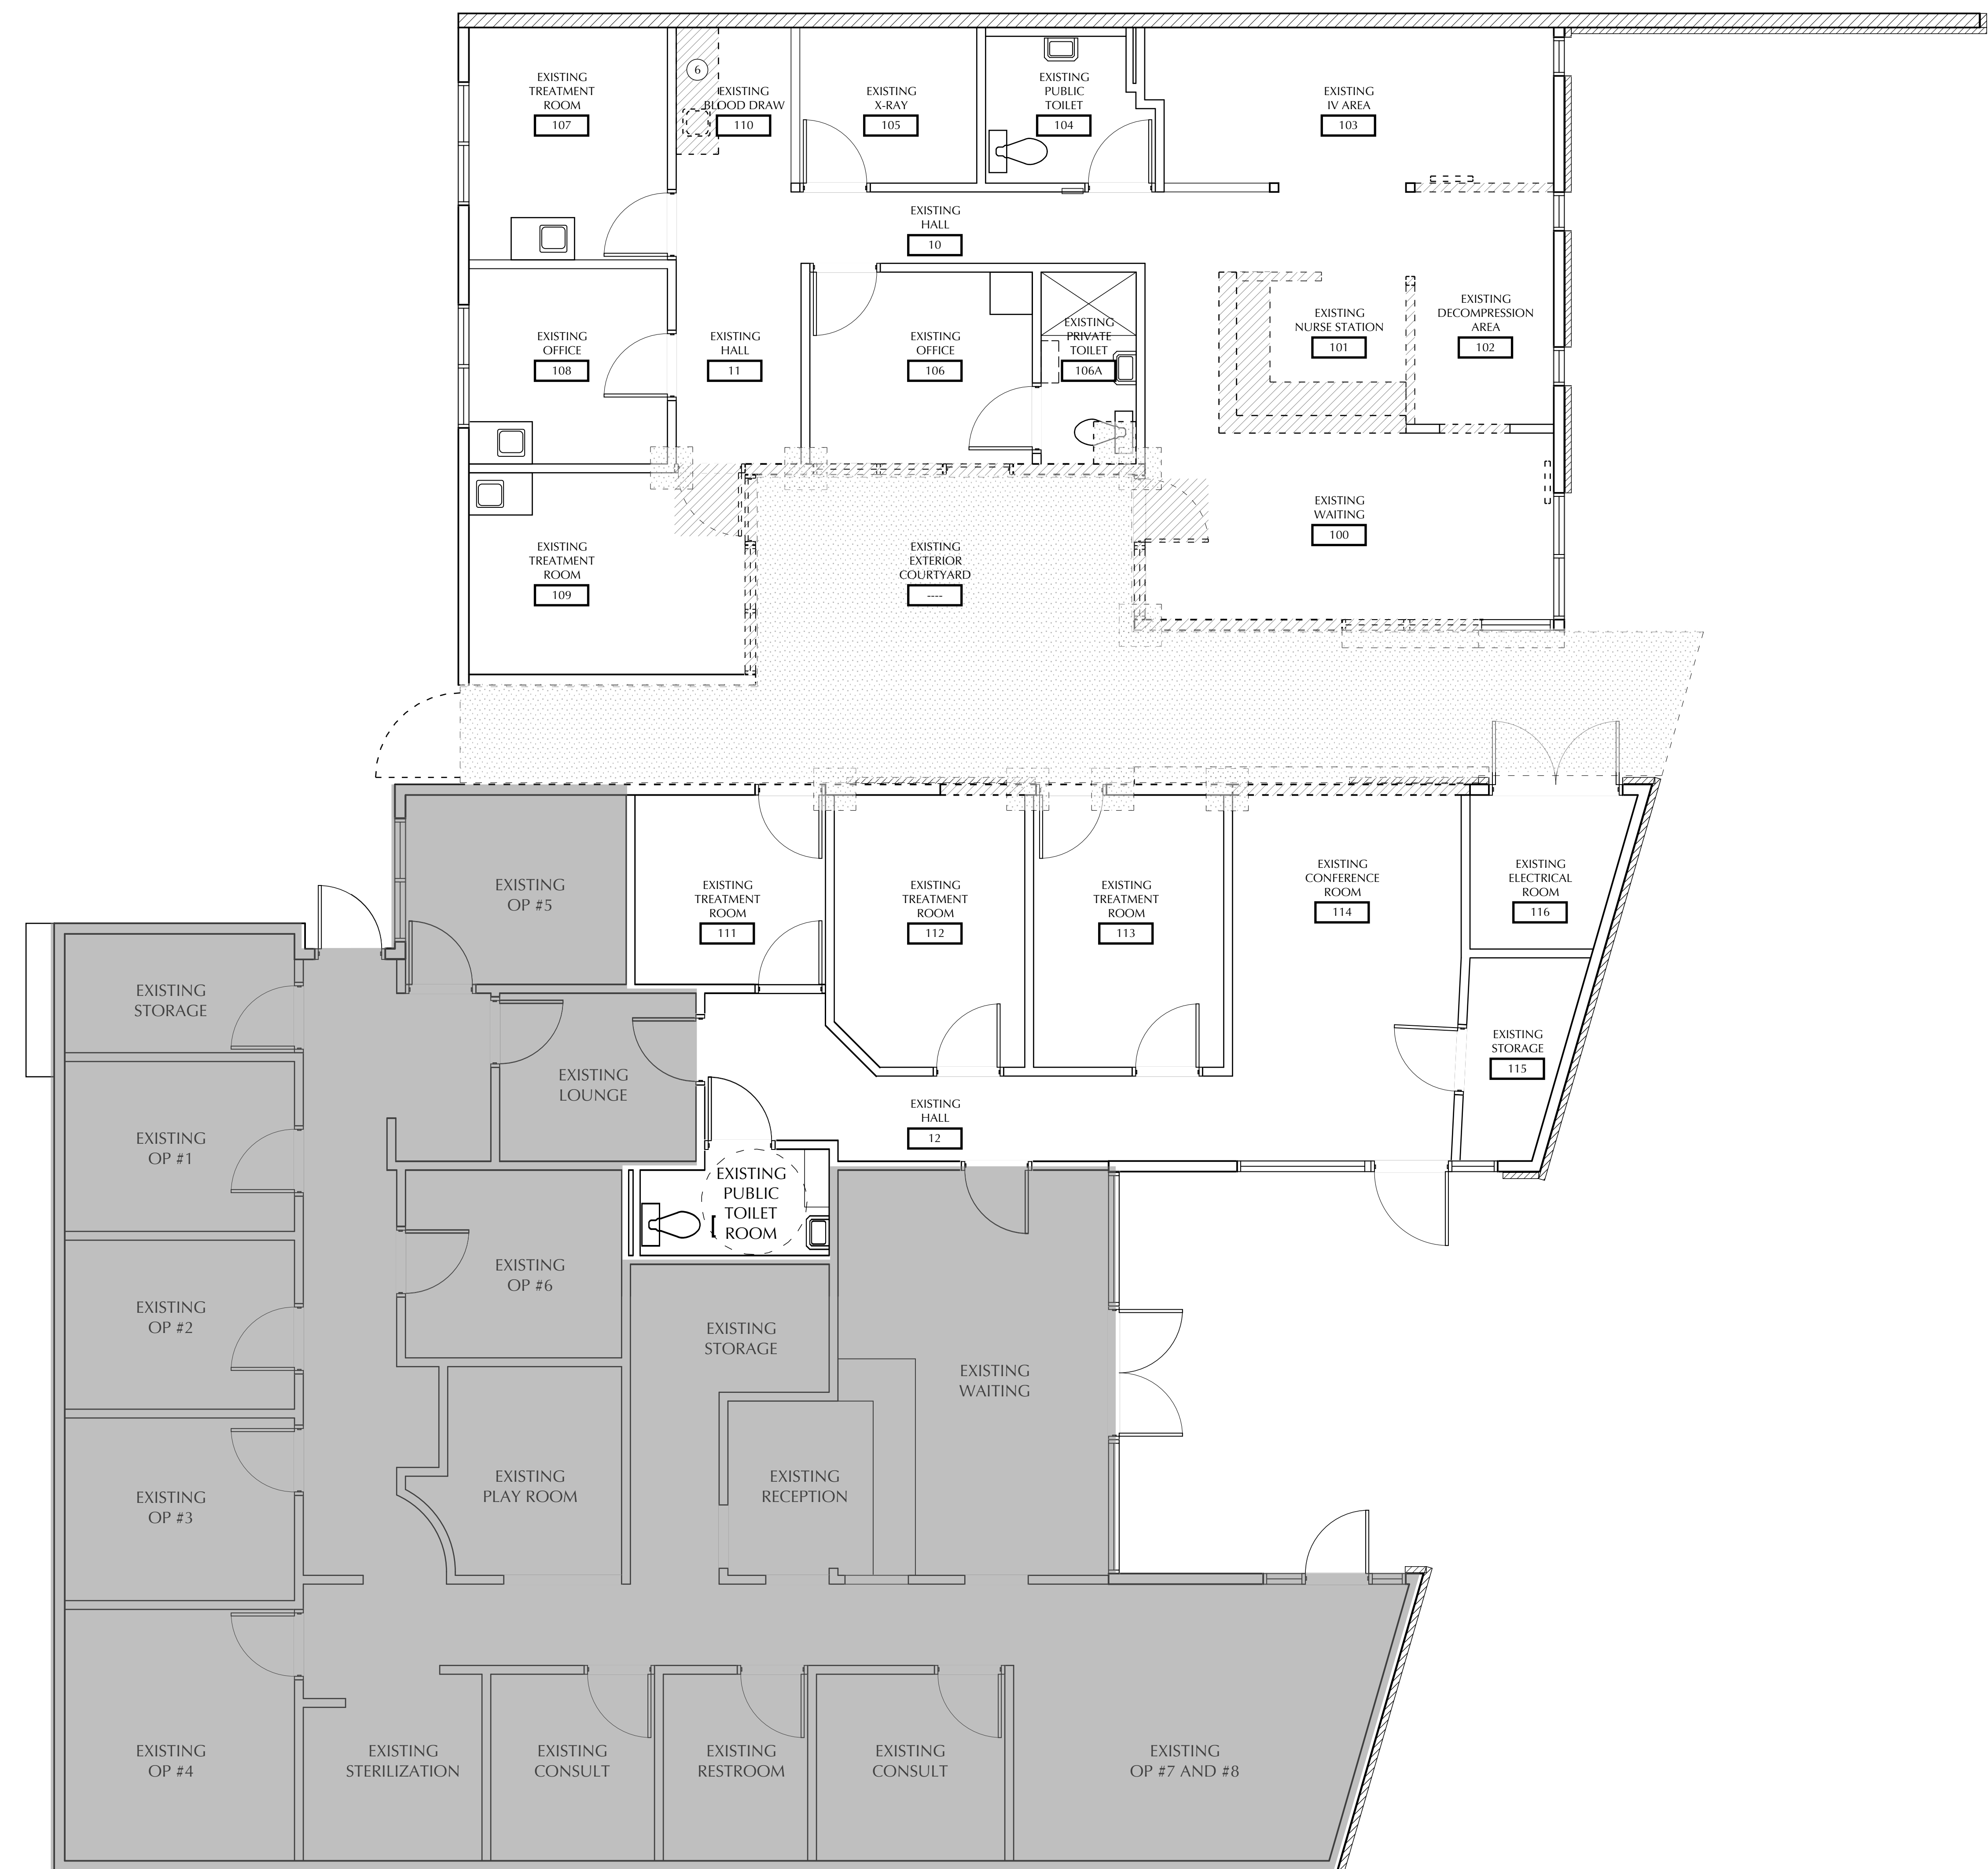 EXISTING
TREATMENT
ROOM
107
6
EXISTING
BLOOD DRAW
110
EXISTING
X-RAY
105
EXISTING
PUBLIC
TOILET
104
EXISTING
IV AREA
103
EXISTING
HALL
10
EXISTING
OFFICE
108
EXISTING
HALL
11
EXISTING
OFFICE
106
EXISTING
PRIVATE
TOILET
106A
EXISTING
NURSE STATION
101
EXISTING
DECOMPRESSION
AREA
102
EXISTING
WAITING
100
EXISTING
TREATMENT
ROOM
109
EXISTING
EXTERIOR
COURTYARD
----
EXISTING
OP #5
EXISTING
TREATMENT
ROOM
111
EXISTING
TREATMENT
ROOM
112
EXISTING
TREATMENT
ROOM
113
EXISTING
CONFERENCE
ROOM
114
EXISTING
ELECTRICAL
ROOM
116
EXISTING
STORAGE
EXISTING
LOUNGE
EXISTING
STORAGE
115
EXISTING
HALL
12
EXISTING
OP #1
EXISTING
PUBLIC
TOILET
ROOM
EXISTING
OP #6
EXISTING
OP #2
EXISTING
STORAGE
EXISTING
WAITING
EXISTING
OP #3
EXISTING
PLAY ROOM
EXISTING
RECEPTION
EXISTING
OP #4
EXISTING
STERILIZATION
EXISTING
CONSULT
EXISTING
RESTROOM
EXISTING
CONSULT
EXISTING
OP #7 AND #8